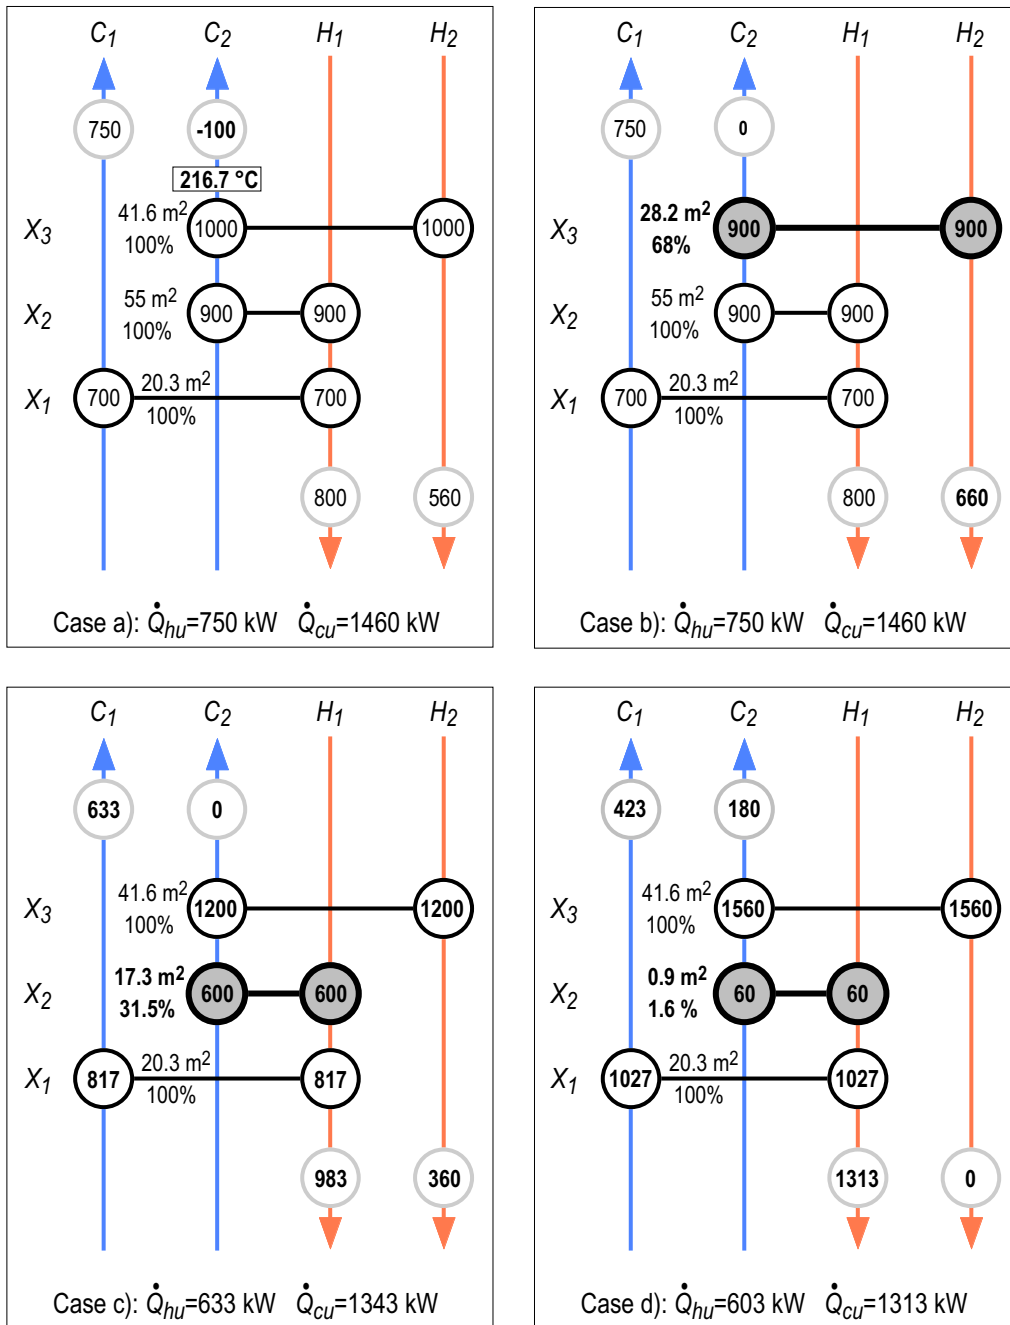 C1 C2 H1 H2
750 -100
216.7 °C
X3 41.6 m2 1000 1000
100%
X2 55 m2 900 900
100%
X1 700 20.3 m2 700
100%
800 560
Case a): Q̇hu=750 kW Q̇cu=1460 kW
C1 C2 H1 H2
750 0
X3 28.2 m2 900 900
68%
X2 55 m2 900 900
100%
X1 700 20.3 m2 700
100%
800 660
Case b): Q̇hu=750 kW Q̇cu=1460 kW
C1 C2 H1 H2
633 0
X3 41.6 m2 1200 1200
100%
X2 17.3 m2 600 600
31.5%
X1 817 20.3 m2 817
100%
983 360
Case c): Q̇hu=633 kW Q̇cu=1343 kW
C1 C2 H1 H2
423 180
X3 41.6 m2 1560 1560
100%
X2 0.9 m2 60 60
1.6 %
X1 1027 20.3 m2 1027
100%
1313 0
Case d): Q̇hu=603 kW Q̇cu=1313 kW